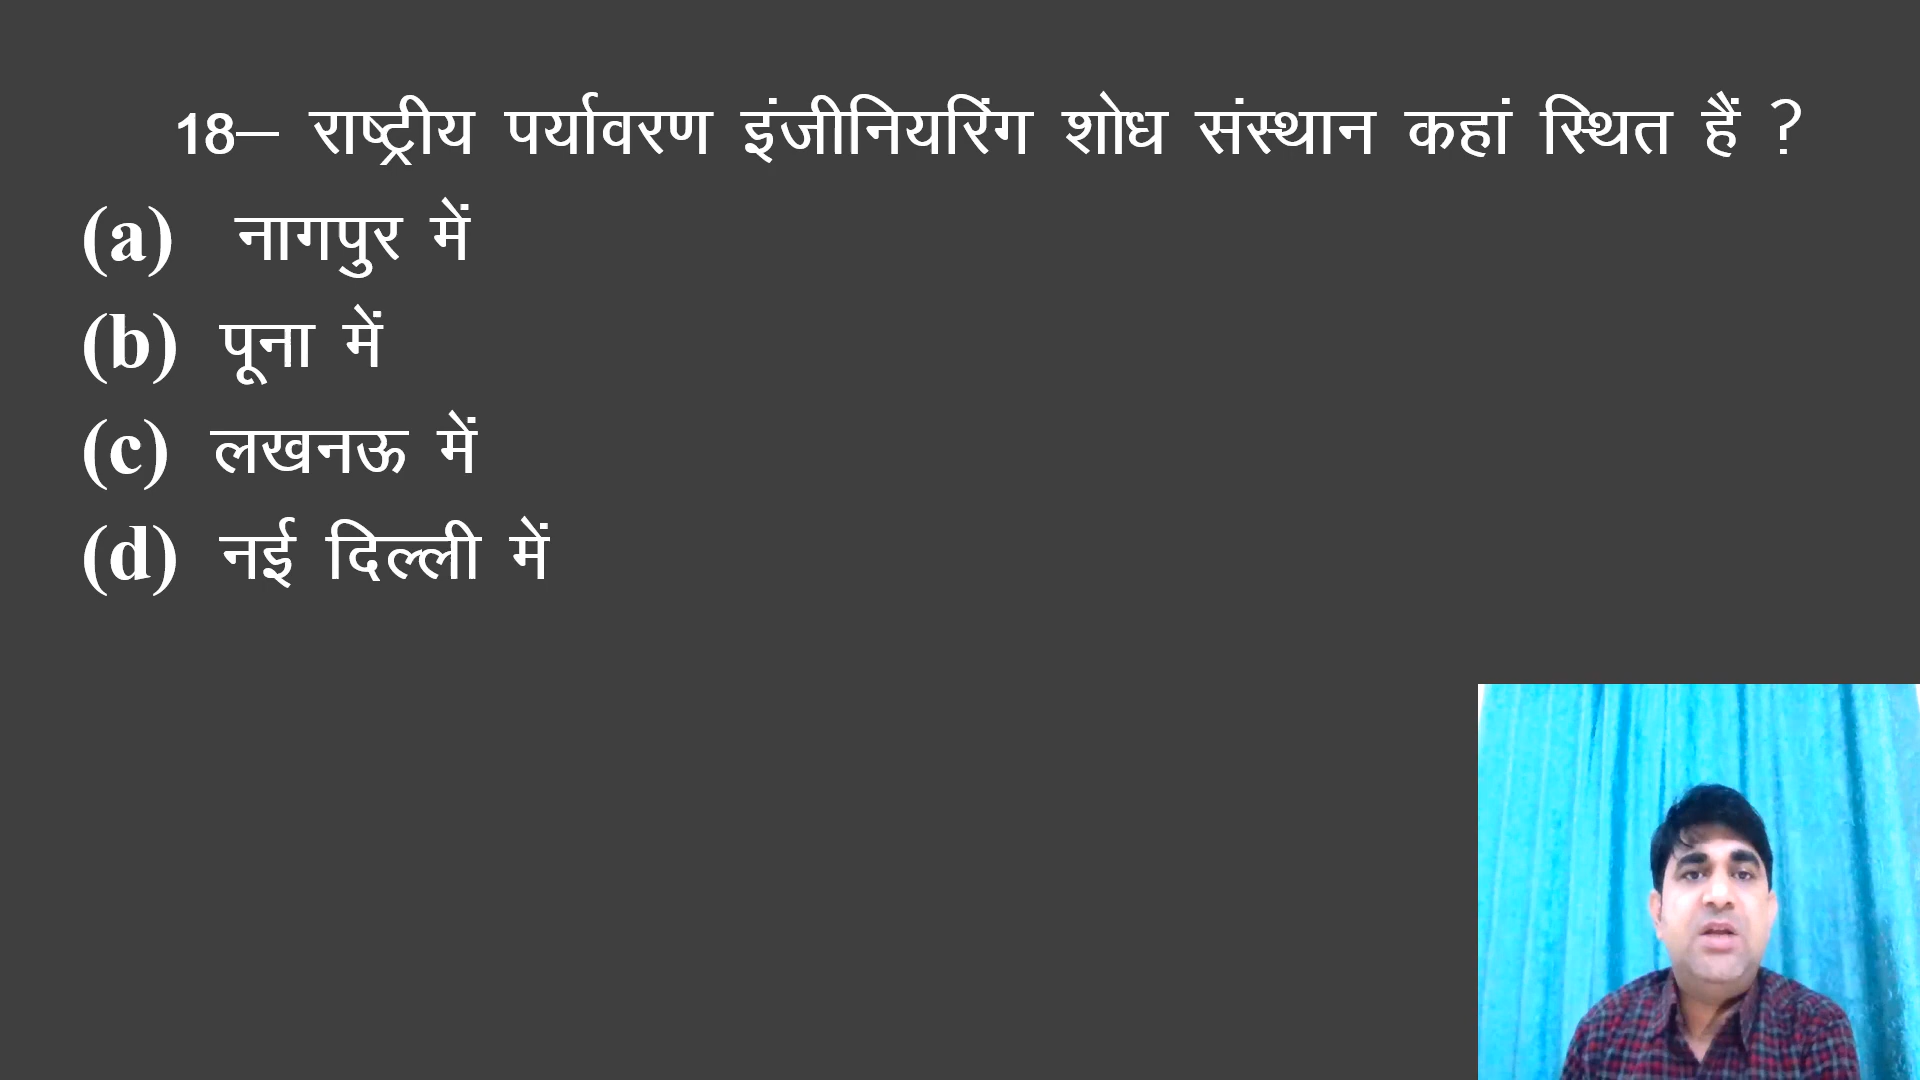 18– राष्ट्रीय पर्यावरण इंजीनियरिंग शोध संस्थान कहां स्थित हैं ?
(a) नागपुर में
(b) पूना में
(c) लखनऊ में
(d) नई दिल्ली में